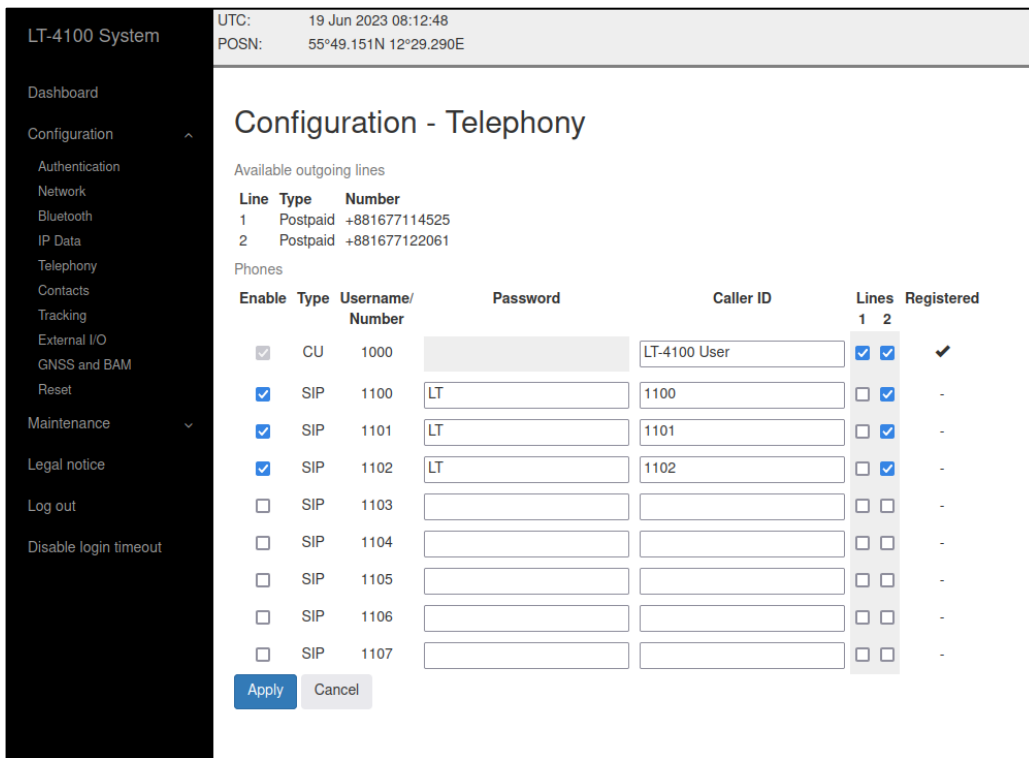 LT-4100 System
UTC: 19 Jun 2023 08:12:48
POSN: 55°49.151N 12°29.290E
Dashboard
Configuration
Authentication
Network
Bluetooth
IP Data
Telephony
Contacts
Tracking
External I/O
GNSS and BAM
Reset
Maintenance
Legal notice
Log out
Disable login timeout
Configuration - Telephony
Available outgoing lines
Line Type Number
1 Postpaid +881677114525
2 Postpaid +881677122061
Phones
Enable Type Username/ Password Caller ID Lines Registered
Number 1 2
CU 1000 LT-4100 User
SIP 1100 LT 1100 -
SIP 1101 LT 1101 -
SIP 1102 LT 1102 -
SIP 1103 -
SIP 1104 -
SIP 1105 -
SIP 1106 -
SIP 1107 -
Apply Cancel